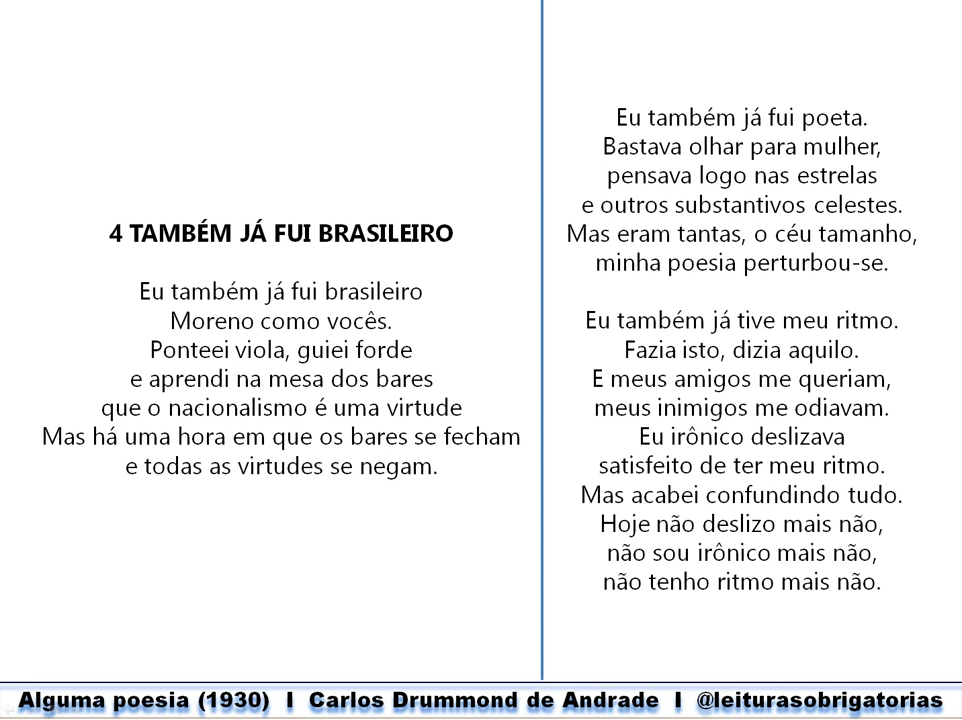 4 TAMBÉM JÁ FUI BRASILEIRO
Eu também já fui brasileiro
Moreno como vocês.
Ponteei viola, guiei forde
e aprendi na mesa dos bares
que o nacionalismo é uma virtude
Mas há uma hora em que os bares se fecham
e todas as virtudes se negam.
Eu também já fui poeta.
Bastava olhar para mulher,
pensava logo nas estrelas
e outros substantivos celestes.
Mas eram tantas, o céu tamanho,
minha poesia perturbou-se.
Eu também já tive meu ritmo.
Fazia isto, dizia aquilo.
E meus amigos me queriam,
meus inimigos me odiavam.
Eu irônico deslizava
satisfeito de ter meu ritmo.
Mas acabei confundindo tudo.
Hoje não deslizo mais não,
não sou irônico mais não,
não tenho ritmo mais não.
Alguma poesia (1930) I Carlos Drummond de Andrade I @leiturasobrigatorias